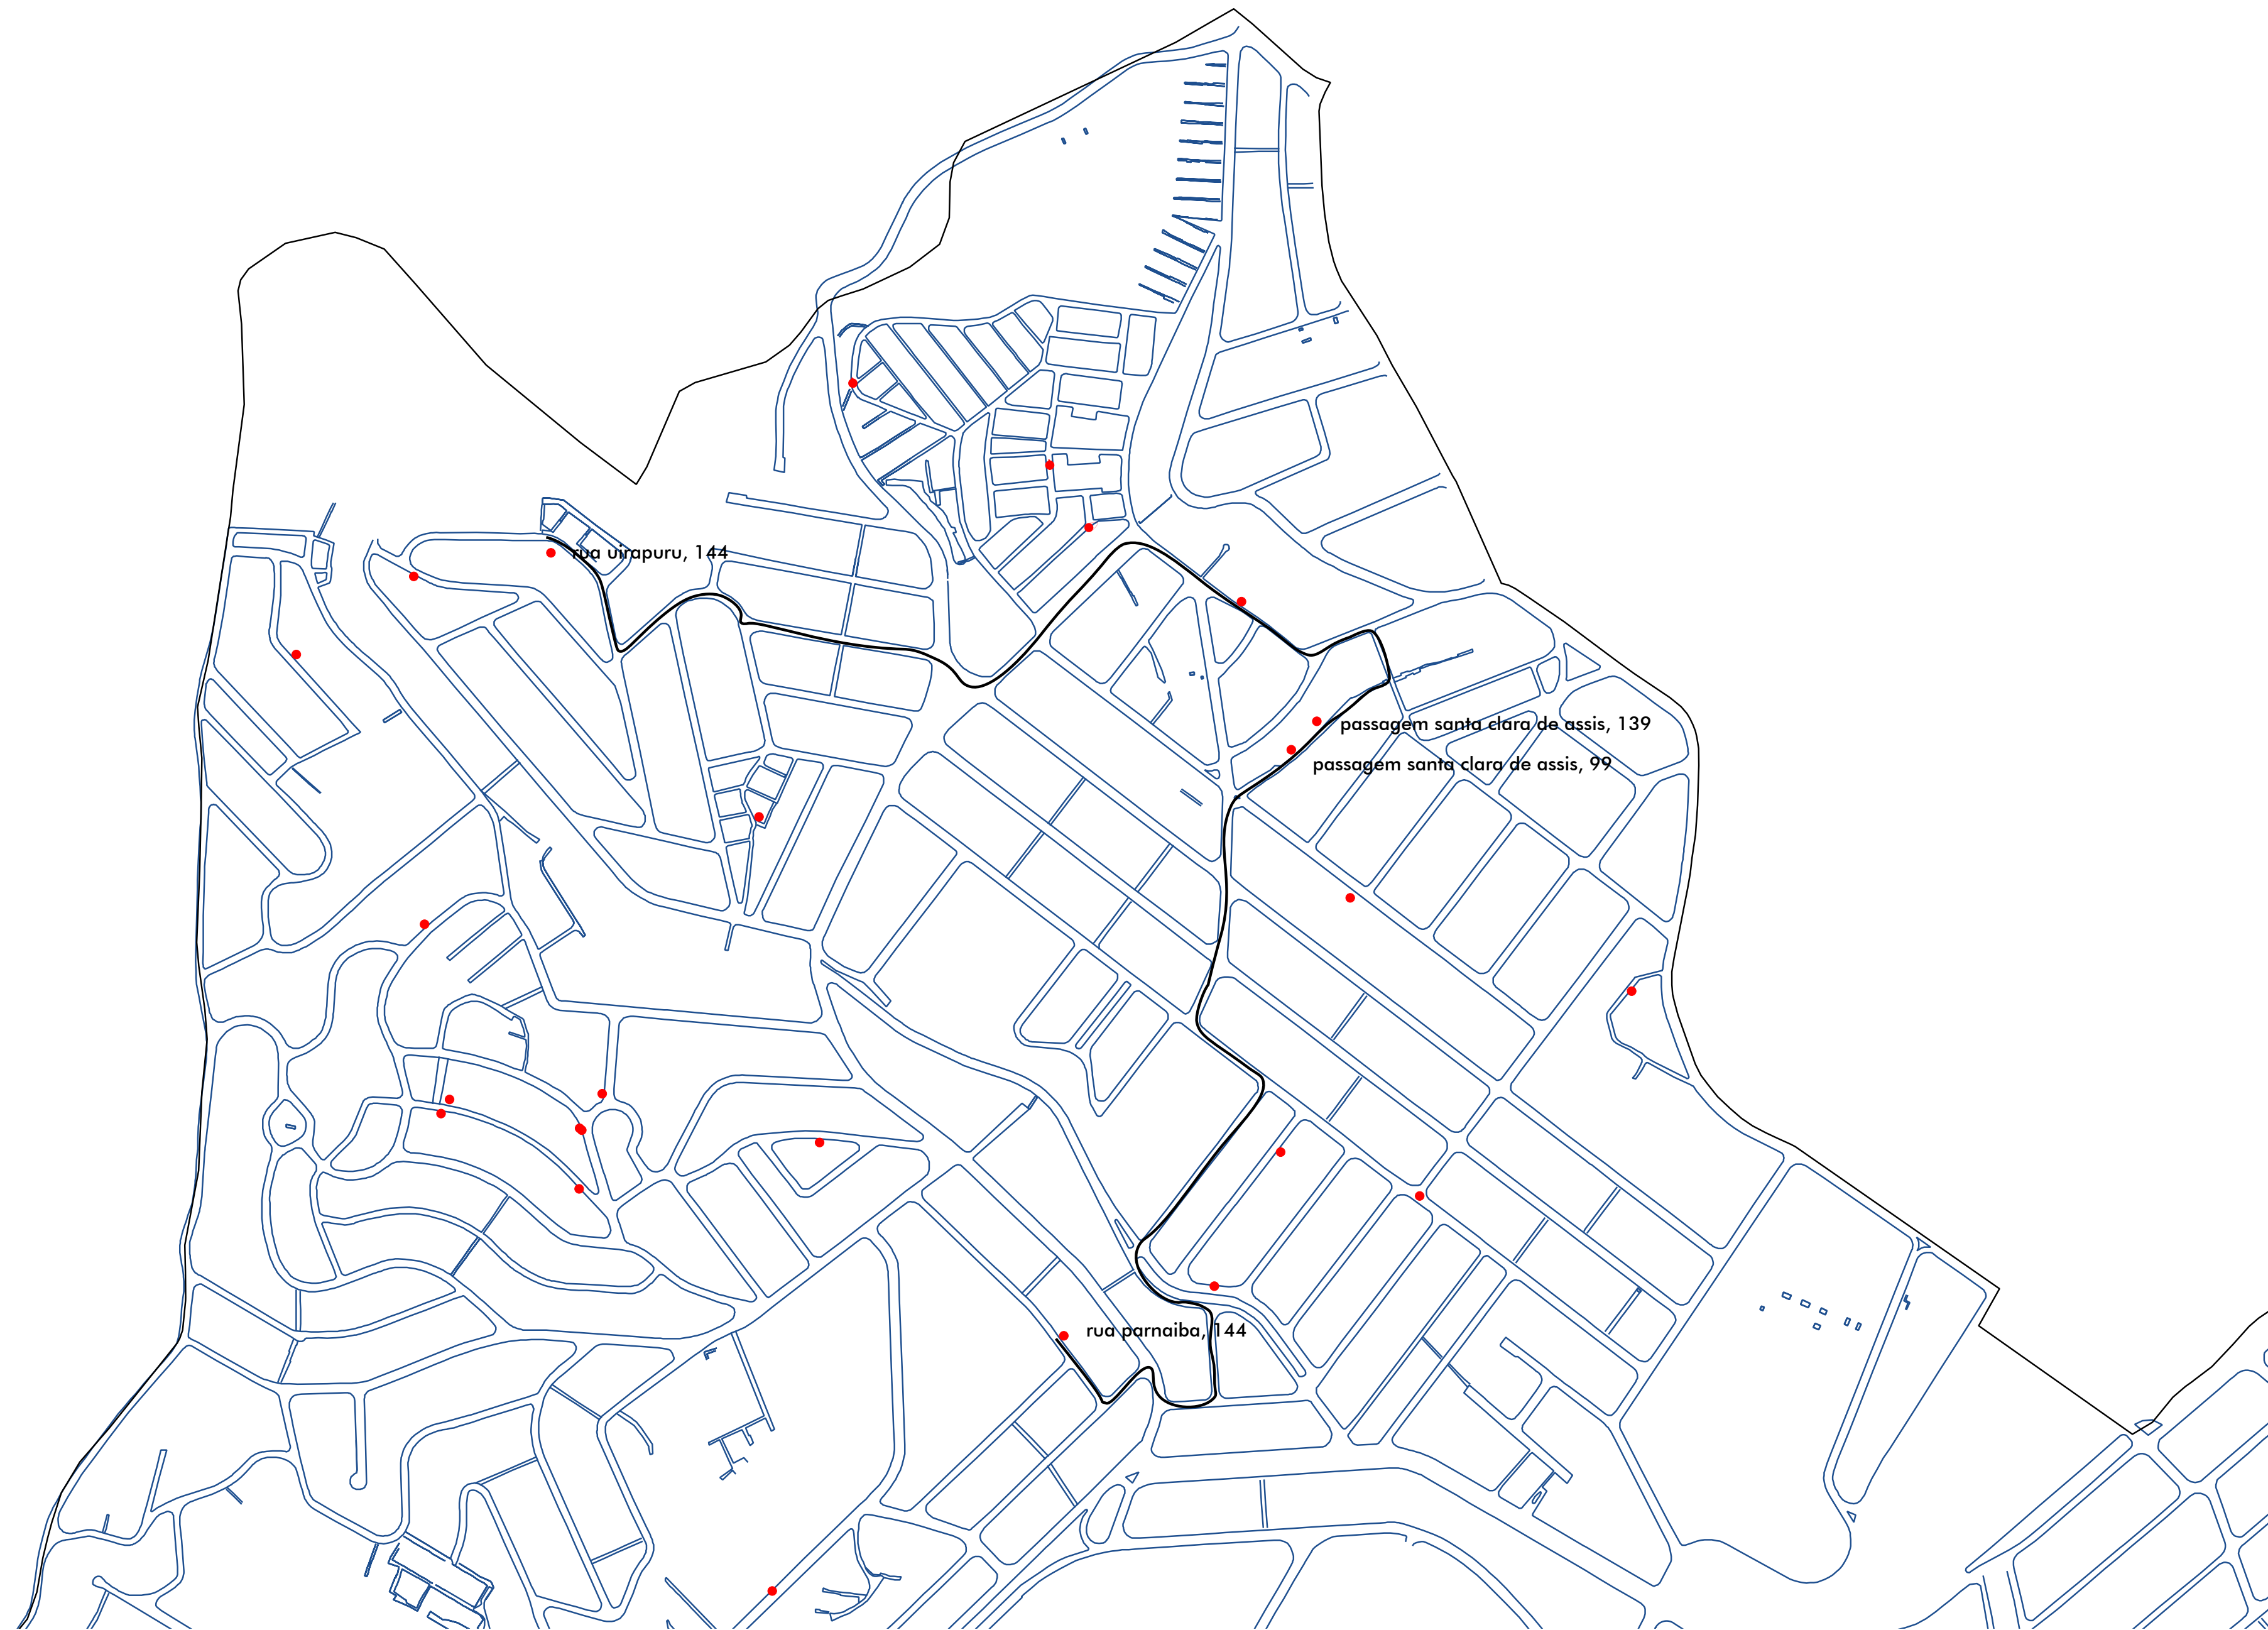 rua uirapuru, 144
passagem santa clara de assis, 139
passagem santa clara de assis, 99
rua parnaiba, 144